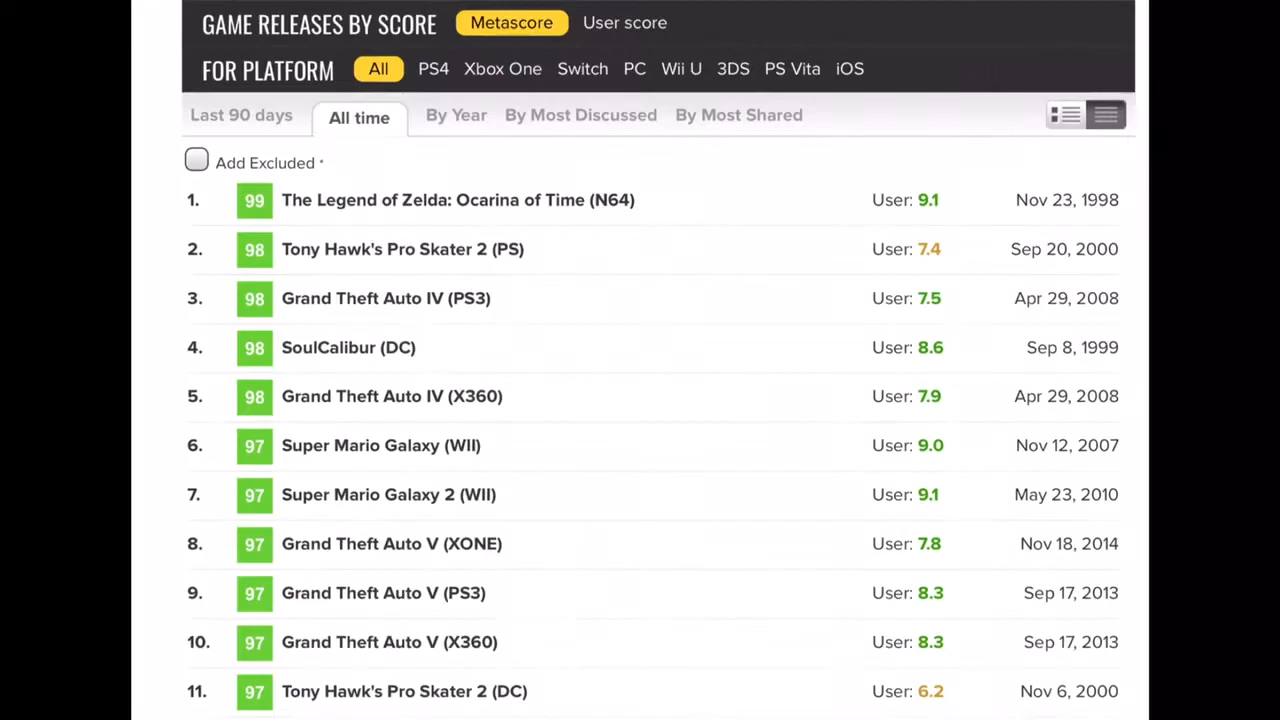 GAME RELEASES BY SCORE Metascore User score
FOR PLATFORM All PS4 Xbox One Switch PC Wii U 3DS PS Vita iOS
Last 90 days All time By Year By Most Discussed By Most Shared
Add Excluded *
1. 99 The Legend of Zelda: Ocarina of Time (N64) User: 9.1 Nov 23, 1998
2. 98 Tony Hawk's Pro Skater 2 (PS) User: 7.4 Sep 20, 2000
3. 98 Grand Theft Auto IV (PS3) User: 7.5 Apr 29, 2008
4. 98 SoulCalibur (DC) User: 8.6 Sep 8, 1999
5. 98 Grand Theft Auto IV (X360) User: 7.9 Apr 29, 2008
6. 97 Super Mario Galaxy (WII) User: 9.0 Nov 12, 2007
7. 97 Super Mario Galaxy 2 (WII) User: 9.1 May 23, 2010
8. 97 Grand Theft Auto V (XONE) User: 7.8 Nov 18, 2014
9. 97 Grand Theft Auto V (PS3) User: 8.3 Sep 17, 2013
10. 97 Grand Theft Auto V (X360) User: 8.3 Sep 17, 2013
11. 97 Tony Hawk's Pro Skater 2 (DC) User: 6.2 Nov 6, 2000